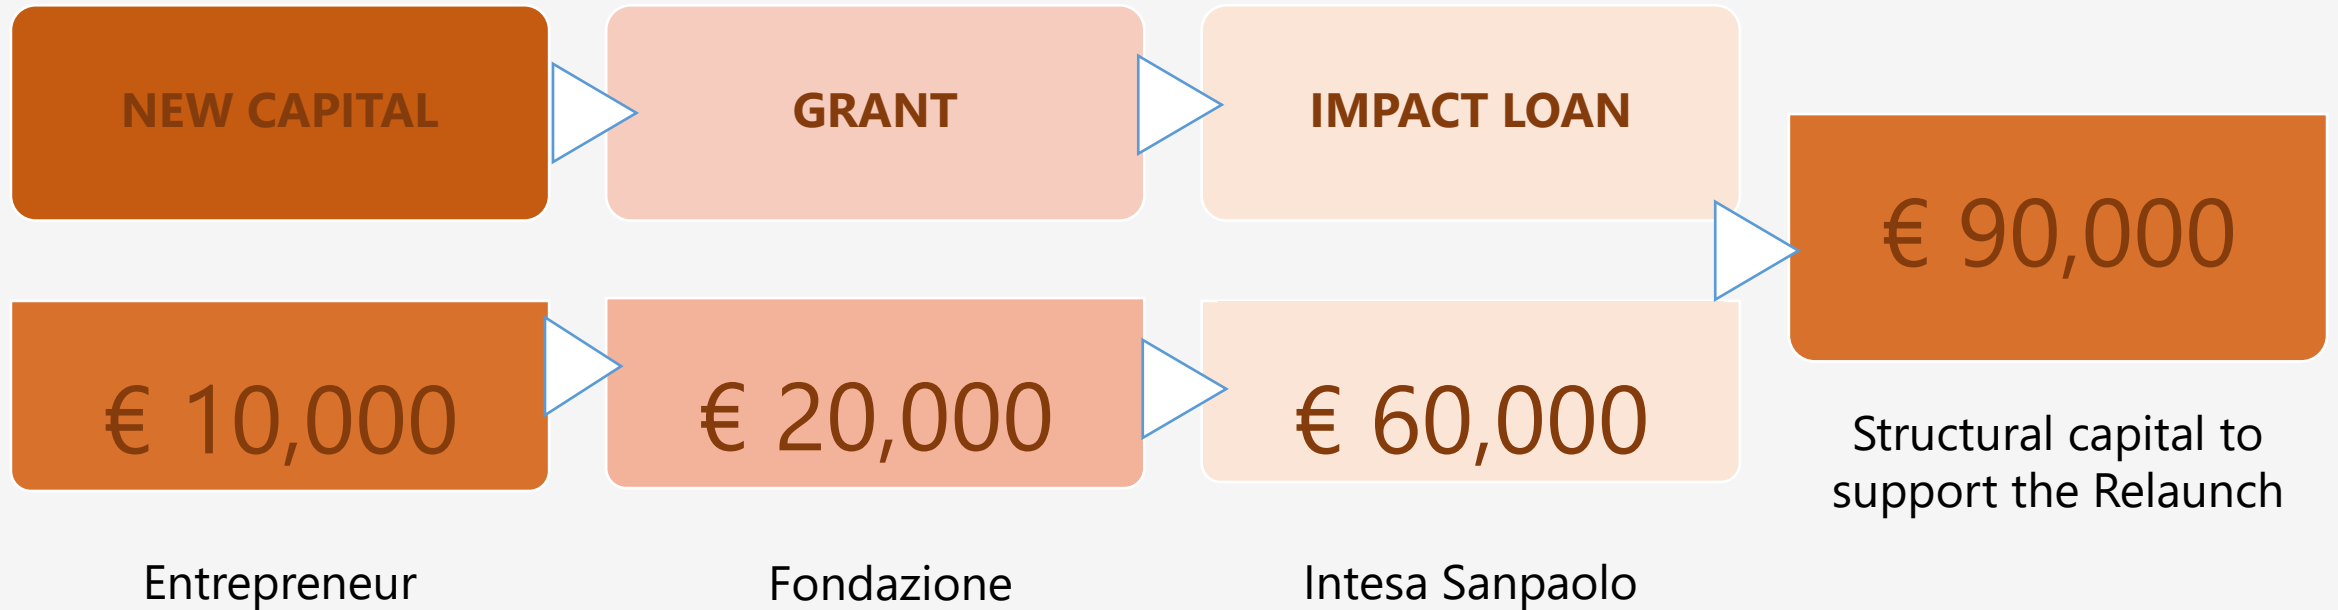 NEW CAPITAL
GRANT
IMPACT LOAN
€ 10,000
€ 20,000
€ 60,000
€ 90,000
Entrepreneur
Fondazione
Intesa Sanpaolo
Structural capital to
support the Relaunch